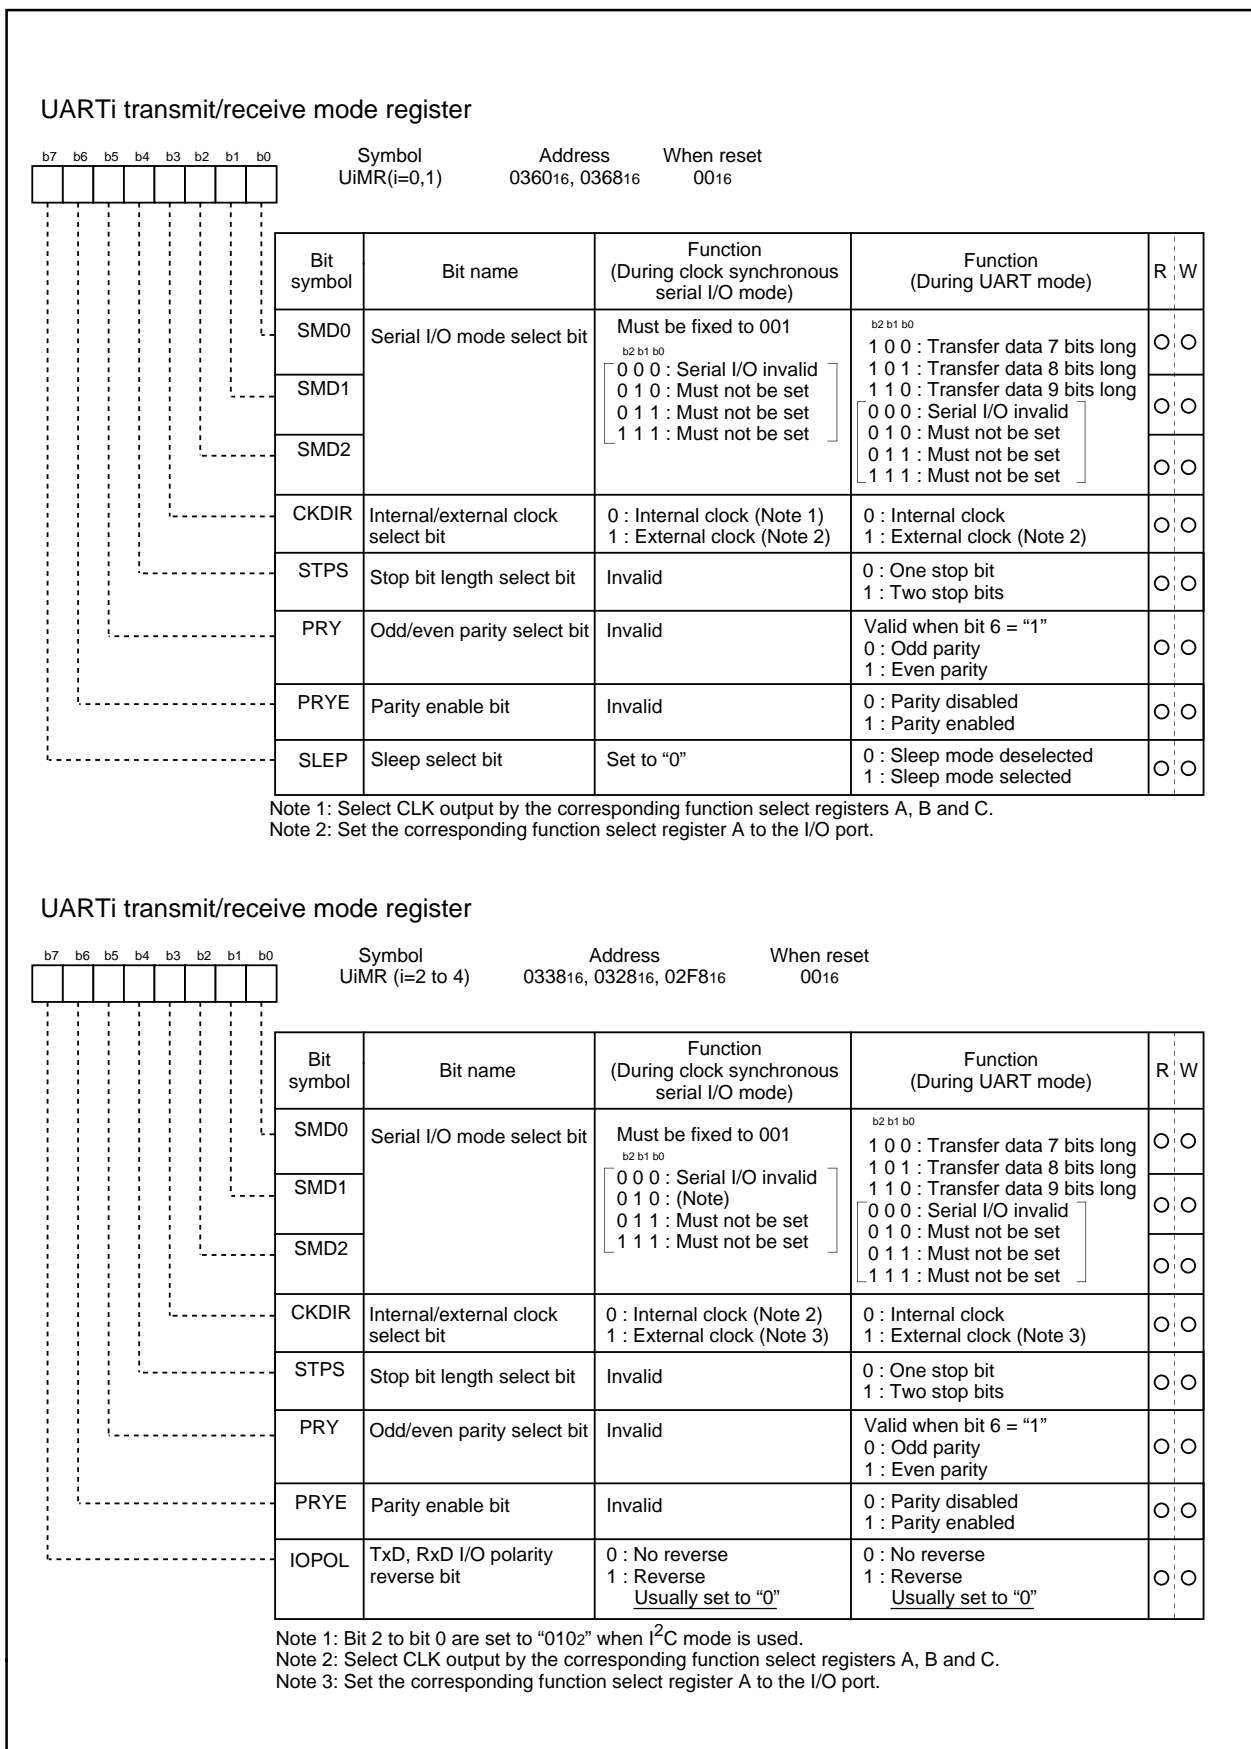 UARTi transmit/receive mode register
b7 b6 b5 b4 b3 b2 b1 b0
Symbol Address When reset
UiMR(i=0,1) 036016, 036816 0016
Bit symbol Bit name Function (During clock synchronous serial I/O mode) Function (During UART mode) R W
SMD0 Serial I/O mode select bit
SMD1
SMD2
Must be fixed to 001
b2 b1 b0
0 0 0 : Serial I/O invalid
0 1 0 : Must not be set
0 1 1 : Must not be set
1 1 1 : Must not be set
b2 b1 b0
1 0 0 : Transfer data 7 bits long
1 0 1 : Transfer data 8 bits long
1 1 0 : Transfer data 9 bits long
0 0 0 : Serial I/O invalid
0 1 0 : Must not be set
0 1 1 : Must not be set
1 1 1 : Must not be set
CKDIR Internal/external clock select bit
0 : Internal clock (Note 1)
1 : External clock (Note 2)
0 : Internal clock
1 : External clock (Note 2)
STPS Stop bit length select bit Invalid
0 : One stop bit
1 : Two stop bits
PRY Odd/even parity select bit Invalid
Valid when bit 6 = “1”
0 : Odd parity
1 : Even parity
PRYE Parity enable bit Invalid
0 : Parity disabled
1 : Parity enabled
SLEP Sleep select bit Set to “0”
0 : Sleep mode deselected
1 : Sleep mode selected
Note 1: Select CLK output by the corresponding function select registers A, B and C.
Note 2: Set the corresponding function select register A to the I/O port.
UARTi transmit/receive mode register
b7 b6 b5 b4 b3 b2 b1 b0
Symbol Address When reset
UiMR (i=2 to 4) 033816, 032816, 02F816 0016
Bit symbol Bit name Function (During clock synchronous serial I/O mode) Function (During UART mode) R W
SMD0 Serial I/O mode select bit
SMD1
SMD2
Must be fixed to 001
b2 b1 b0
0 0 0 : Serial I/O invalid
0 1 0 : (Note)
0 1 1 : Must not be set
1 1 1 : Must not be set
b2 b1 b0
1 0 0 : Transfer data 7 bits long
1 0 1 : Transfer data 8 bits long
1 1 0 : Transfer data 9 bits long
0 0 0 : Serial I/O invalid
0 1 0 : Must not be set
0 1 1 : Must not be set
1 1 1 : Must not be set
CKDIR Internal/external clock select bit
0 : Internal clock (Note 2)
1 : External clock (Note 3)
0 : Internal clock
1 : External clock (Note 3)
STPS Stop bit length select bit Invalid
0 : One stop bit
1 : Two stop bits
PRY Odd/even parity select bit Invalid
Valid when bit 6 = “1”
0 : Odd parity
1 : Even parity
PRYE Parity enable bit Invalid
0 : Parity disabled
1 : Parity enabled
IOPOL TxD, RxD I/O polarity reverse bit
0 : No reverse
1 : Reverse
Usually set to “0”
0 : No reverse
1 : Reverse
Usually set to “0”
Note 1: Bit 2 to bit 0 are set to “0102” when I2C mode is used.
Note 2: Select CLK output by the corresponding function select registers A, B and C.
Note 3: Set the corresponding function select register A to the I/O port.